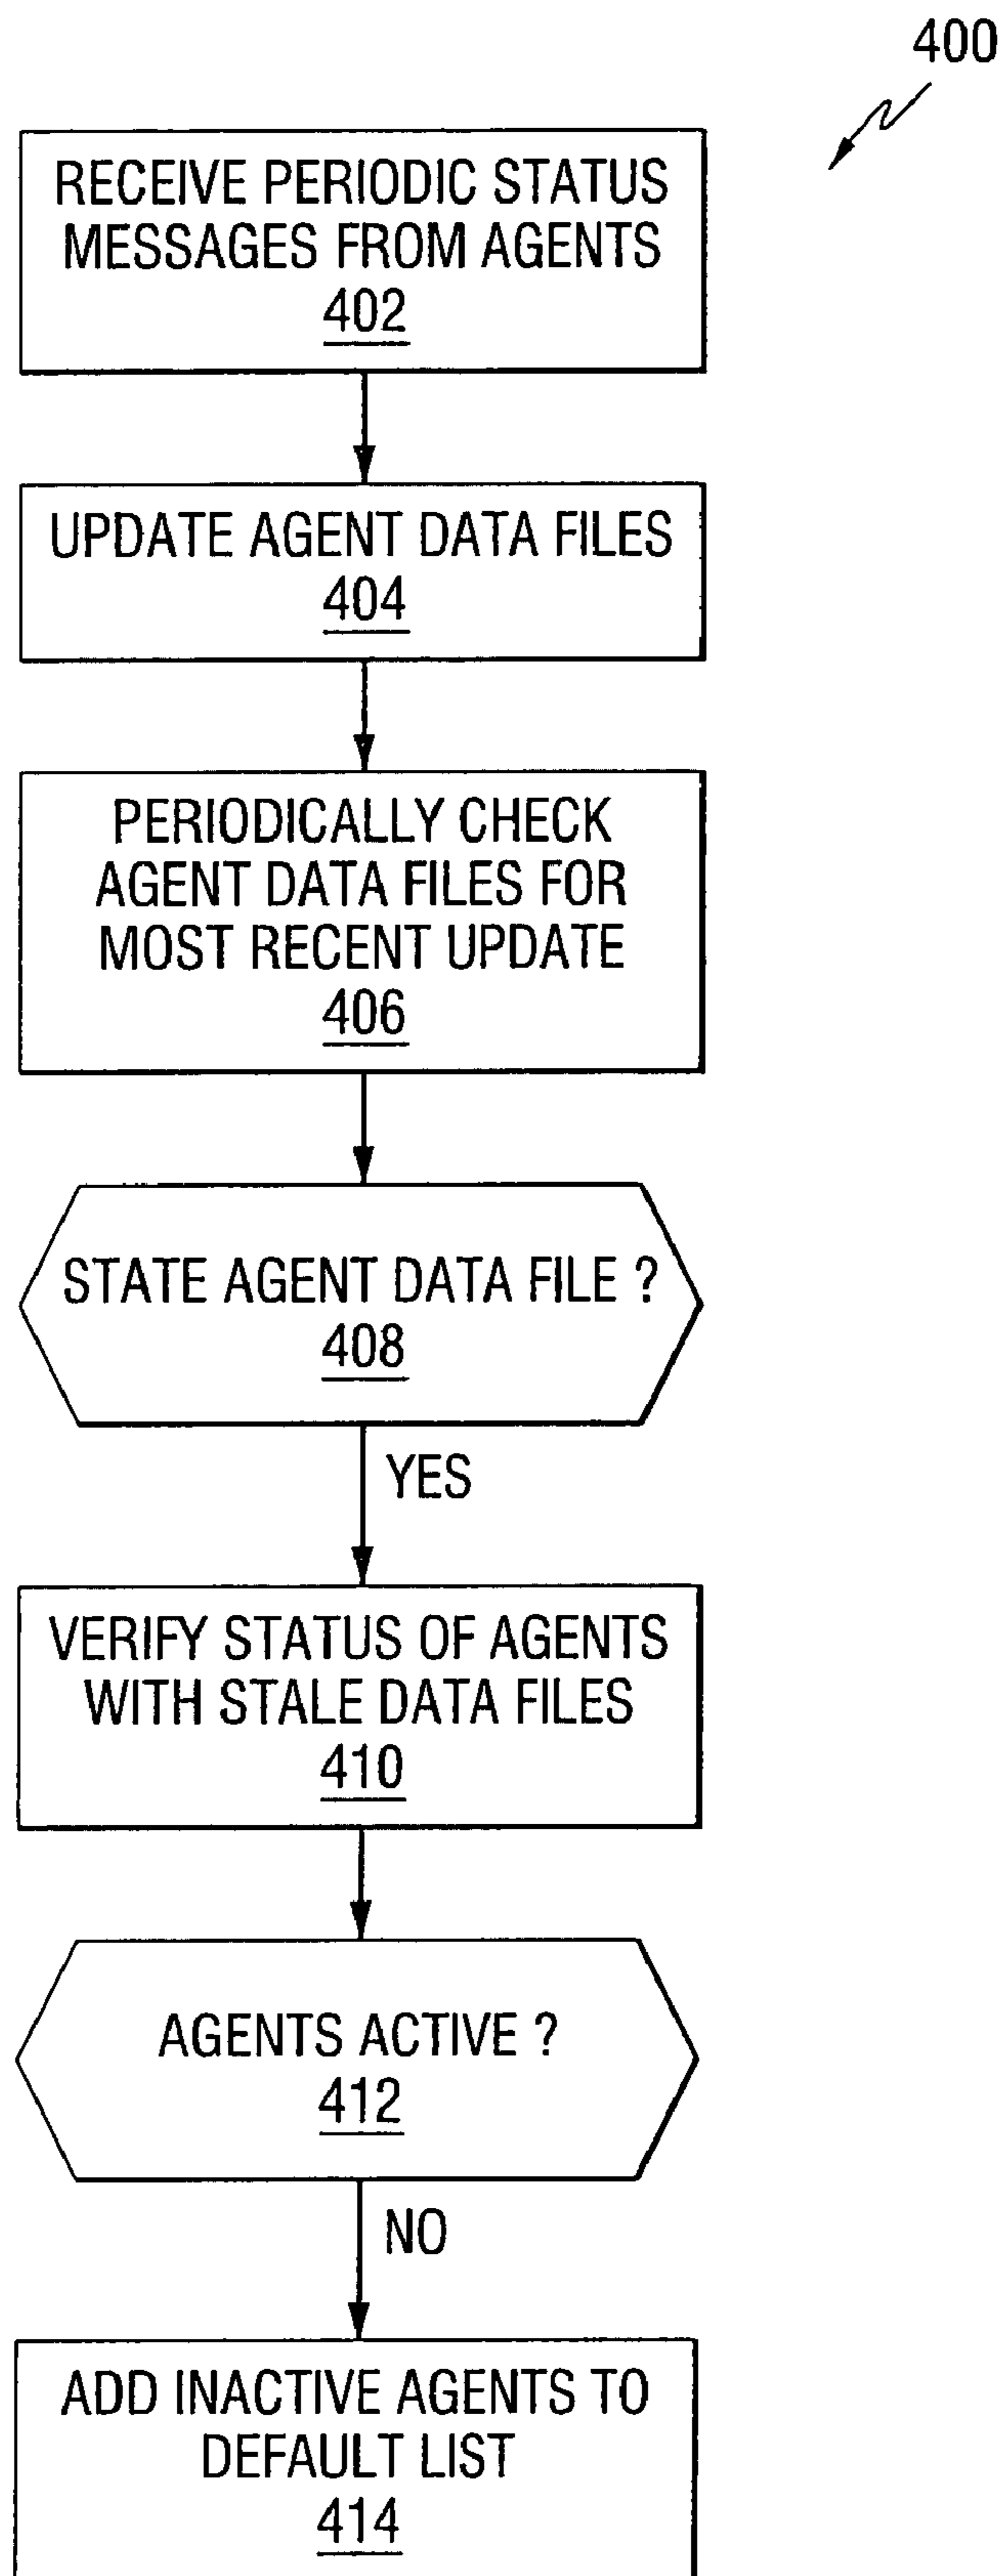 400
RECEIVE PERIODIC STATUS
MESSAGES FROM AGENTS
402
UPDATE AGENT DATA FILES
404
PERIODICALLY CHECK
AGENT DATA FILES FOR
MOST RECENT UPDATE
406
STATE AGENT DATA FILE ?
408
YES
VERIFY STATUS OF AGENTS
WITH STALE DATA FILES
410
AGENTS ACTIVE ?
412
NO
ADD INACTIVE AGENTS TO
DEFAULT LIST
414